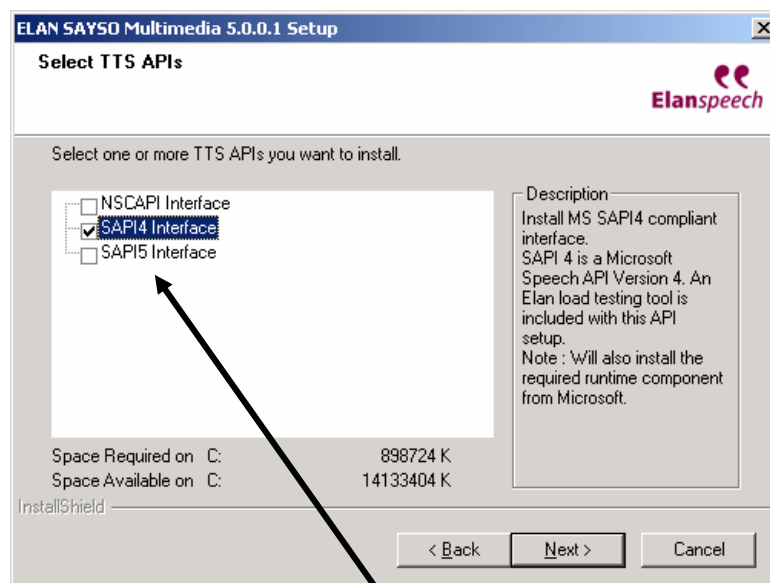 ELAN SAYSO Multimedia 5.0.0.1 Setup
Select TTS APIs
Elanspeech
Select one or more TTS APIs you want to install.
NSCAPI Interface
SAPI4 Interface
SAPI5 Interface
Description
Install MS SAPI4 compliant
interface.
SAPI 4 is a Microsoft
Speech API Version 4. An
Elan load testing tool is
included with this API
setup.
Note : Will also install the
required runtime component
from Microsoft.
Space Required on C: 898724 K
Space Available on C: 14133404 K
InstallShield
< Back Next > Cancel